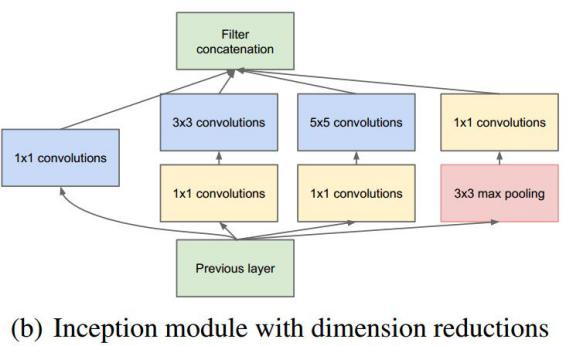 Filter
concatenation
3x3 convolutions
5x5 convolutions
1x1 convolutions
1x1 convolutions
1x1 convolutions
1x1 convolutions
3x3 max pooling
Previous layer
(b) Inception module with dimension reductions